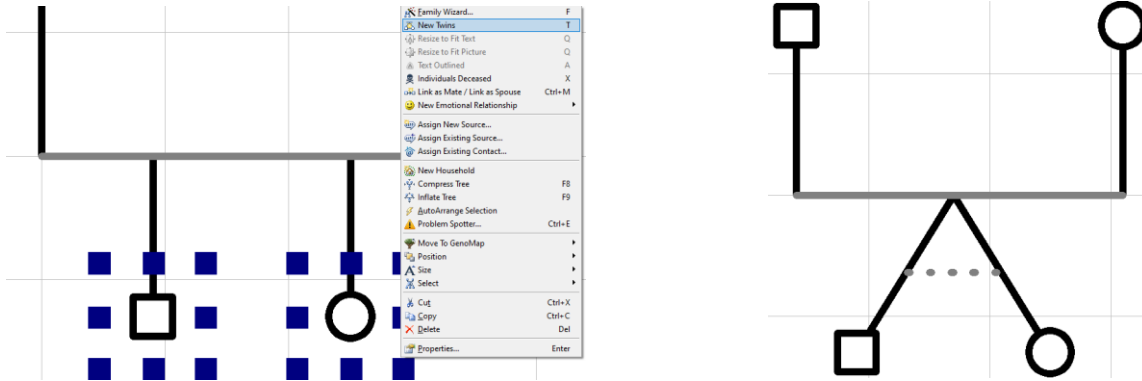 Family Wizard... F
New Twins T
Resize to Fit Text Q
Resize to Fit Picture Q
Text Outlined A
Individuals Deceased X
Link as Mate / Link as Spouse Ctrl+M
New Emotional Relationship
Assign New Source...
Assign Existing Source...
Assign Existing Contact...
New Household
Compress Tree F8
Inflate Tree F9
AutoArrange Selection
Problem Spotter... Ctrl+E
Move To GenoMap
Position
Size
Select
Cut Ctrl+X
Copy Ctrl+C
Delete Del
Properties... Enter